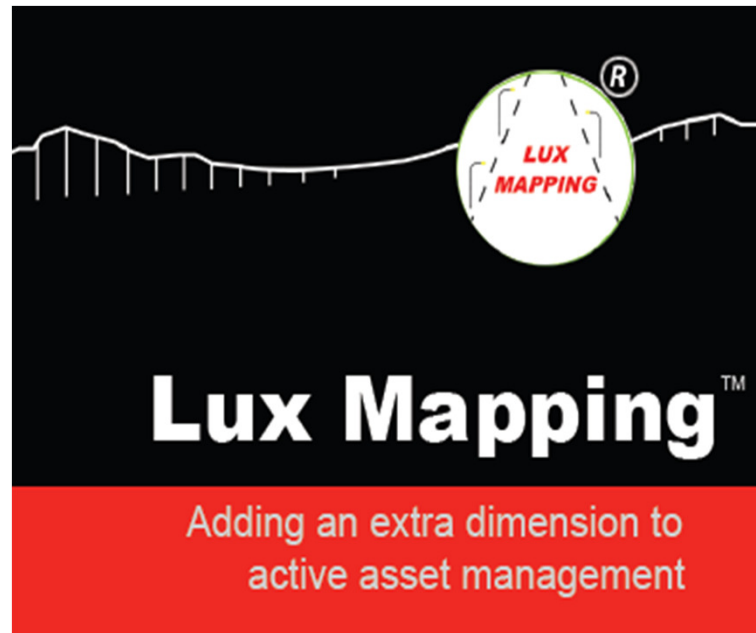 ®
LUX
MAPPING
Lux Mapping™
Adding an extra dimension to
active asset management